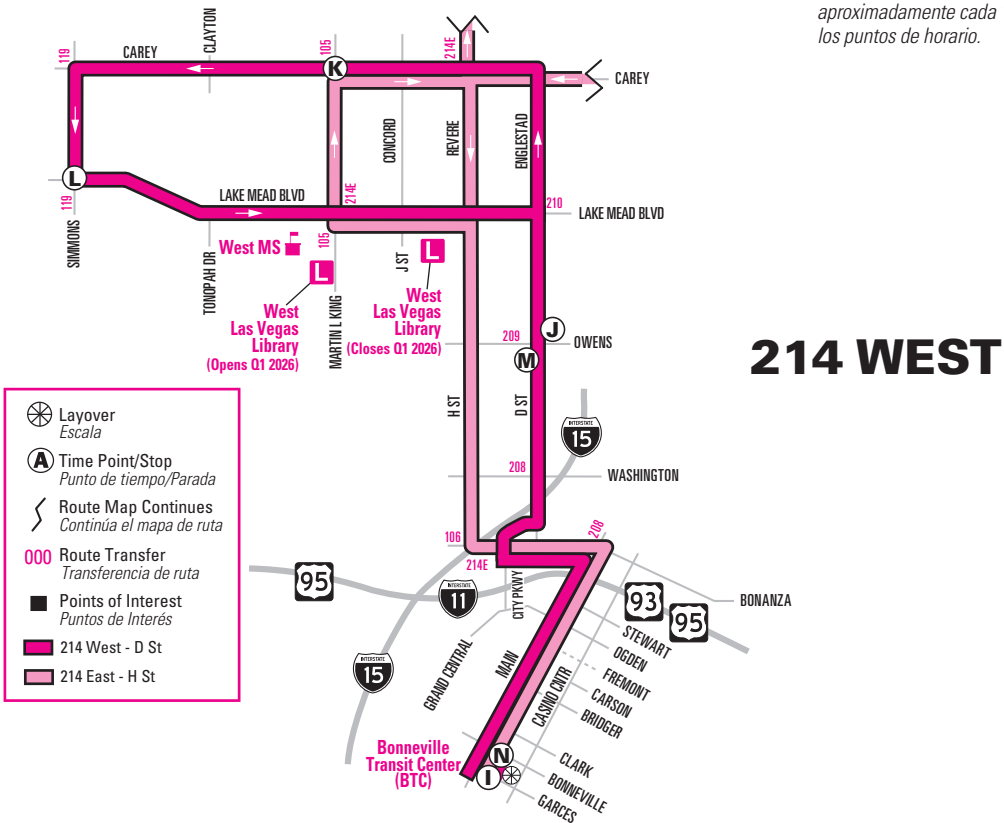 aproximadamente cada
los puntos de horario.
119
CAREY
CLAYTON
105
214E
K
CAREY
CONCORD
REVERE
ENGLESTAD
L
119
SIMMONS
LAKE MEAD BLVD
214E
210
LAKE MEAD BLVD
TONOPAH DR
West MS
105
L
J ST
L
MARTIN L KING
West
Las Vegas
Library
(Opens Q1 2026)
West
Las Vegas
Library
(Closes Q1 2026)
J
209
OWENS
M
214 WEST
H ST
D ST
INTERSTATE
15
208
WASHINGTON
Layover
Escala
A
Time Point/Stop
Punto de tiempo/Parada
Route Map Continues
Continúa el mapa de ruta
000
Route Transfer
Transferencia de ruta
Points of Interest
Puntos de Interés
214 West - D St
214 East - H St
106
214E
208
95
INTERSTATE
11
CITY PKWY
93
95
BONANZA
GRAND CENTRAL
MAIN
CASINO CNTR
STEWART
OGDEN
FREMONT
CARSON
BRIDGER
INTERSTATE
15
Bonneville
Transit Center
(BTC)
N
I
CLARK
BONNEVILLE
GARCES